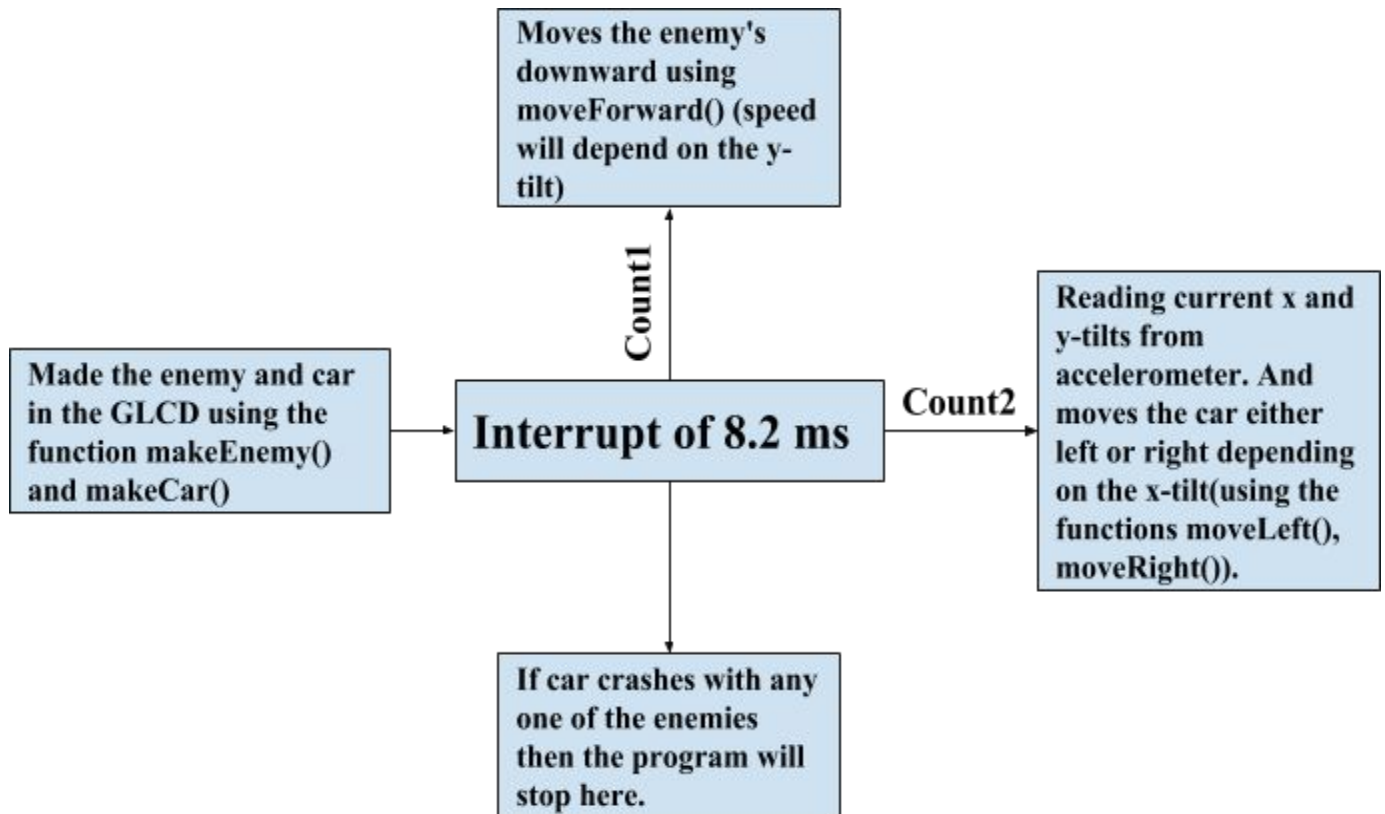 Moves the enemy's
downward using
moveForward() (speed
will depend on the y-
tilt)
Count1
Made the enemy and car
in the GLCD using the
function makeEnemy()
and makeCar()
Interrupt of 8.2 ms
Count2
Reading current x and
y-tilts from
accelerometer. And
moves the car either
left or right depending
on the x-tilt(using the
functions moveLeft(),
moveRight()).
If car crashes with any
one of the enemies
then the program will
stop here.